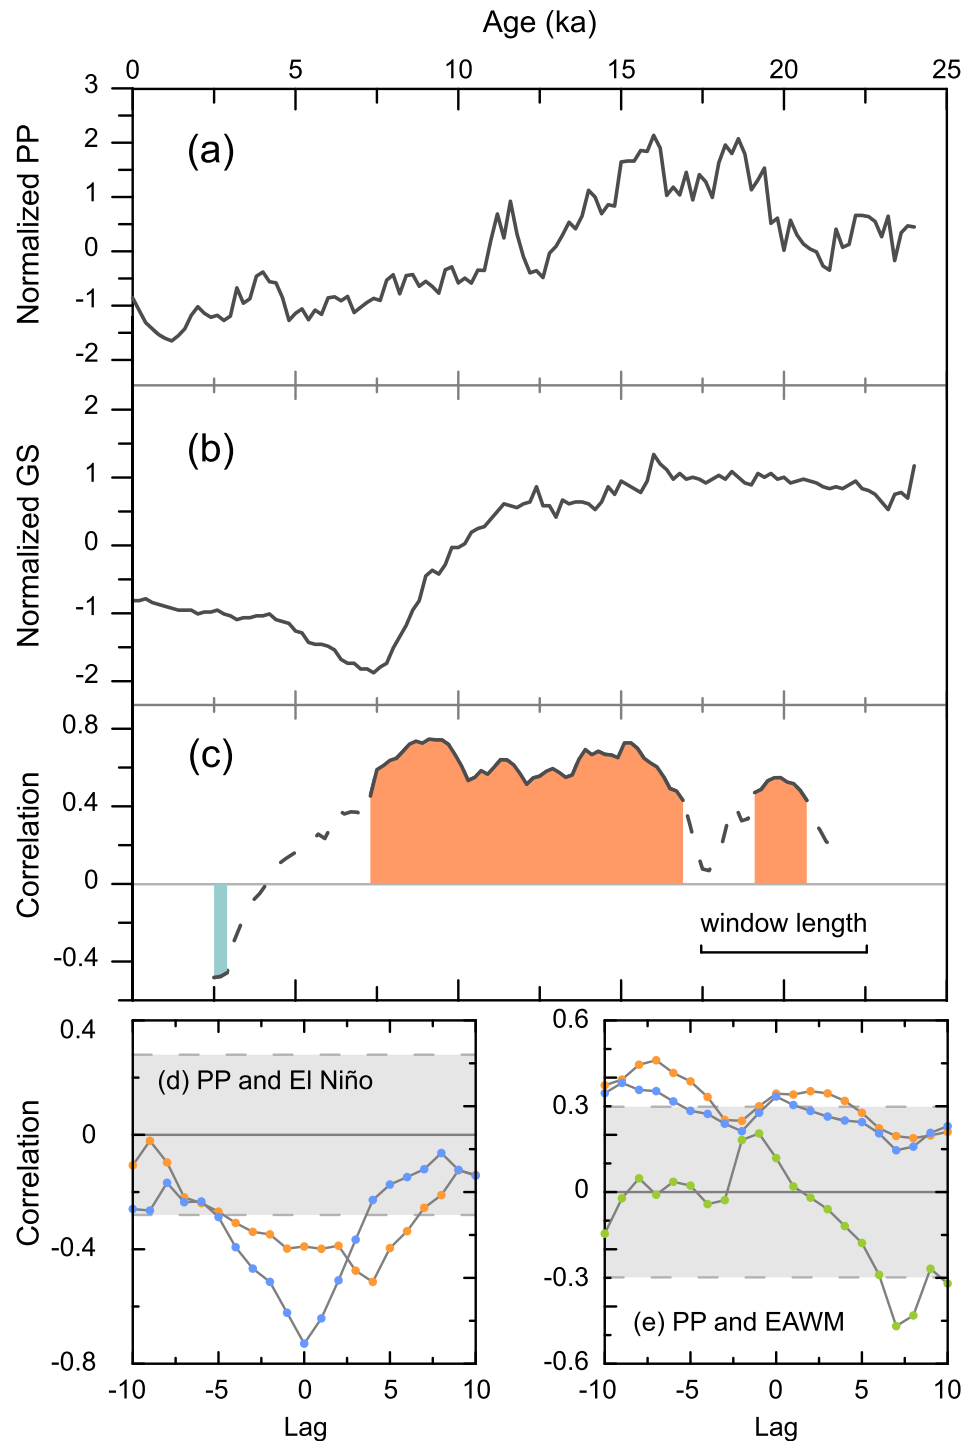 Age (ka)
0 5 10 15 20 25
3
2
1
0
-1
-2
Normalized PP
(a)
2
1
0
-1
-2
Normalized GS
(b)
0.8
0.4
0
-0.4
Correlation
(c)
window length
0.4
0
-0.4
-0.8
Correlation
(d) PP and El Niño
-10 -5 0 5 10
Lag
0.6
0.3
0
-0.3
-0.6
(e) PP and EAWM
-10 -5 0 5 10
Lag